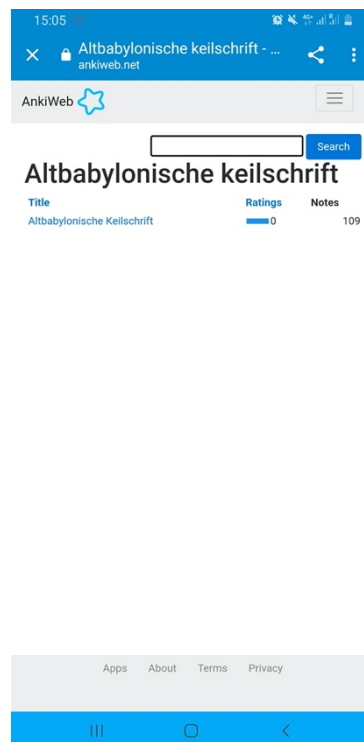 15:05
Altbabylonische keilschrift - ...
ankiweb.net
AnkiWeb
Search
Altbabylonische keilschrift
Title Ratings Notes
Altbabylonische Keilschrift 0 109
Apps About Terms Privacy